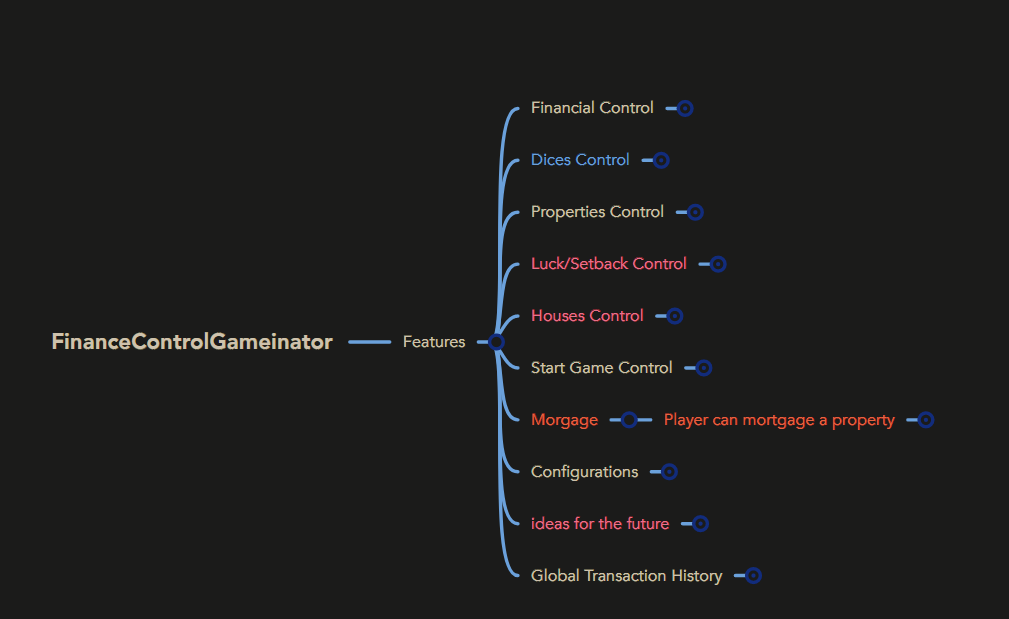 Financial Control
Dices Control
Properties Control
Luck/Setback Control
Houses Control
FinanceControlGameinator
Features
Start Game Control
Morgage
Player can mortgage a property
Configurations
ideas for the future
Global Transaction History